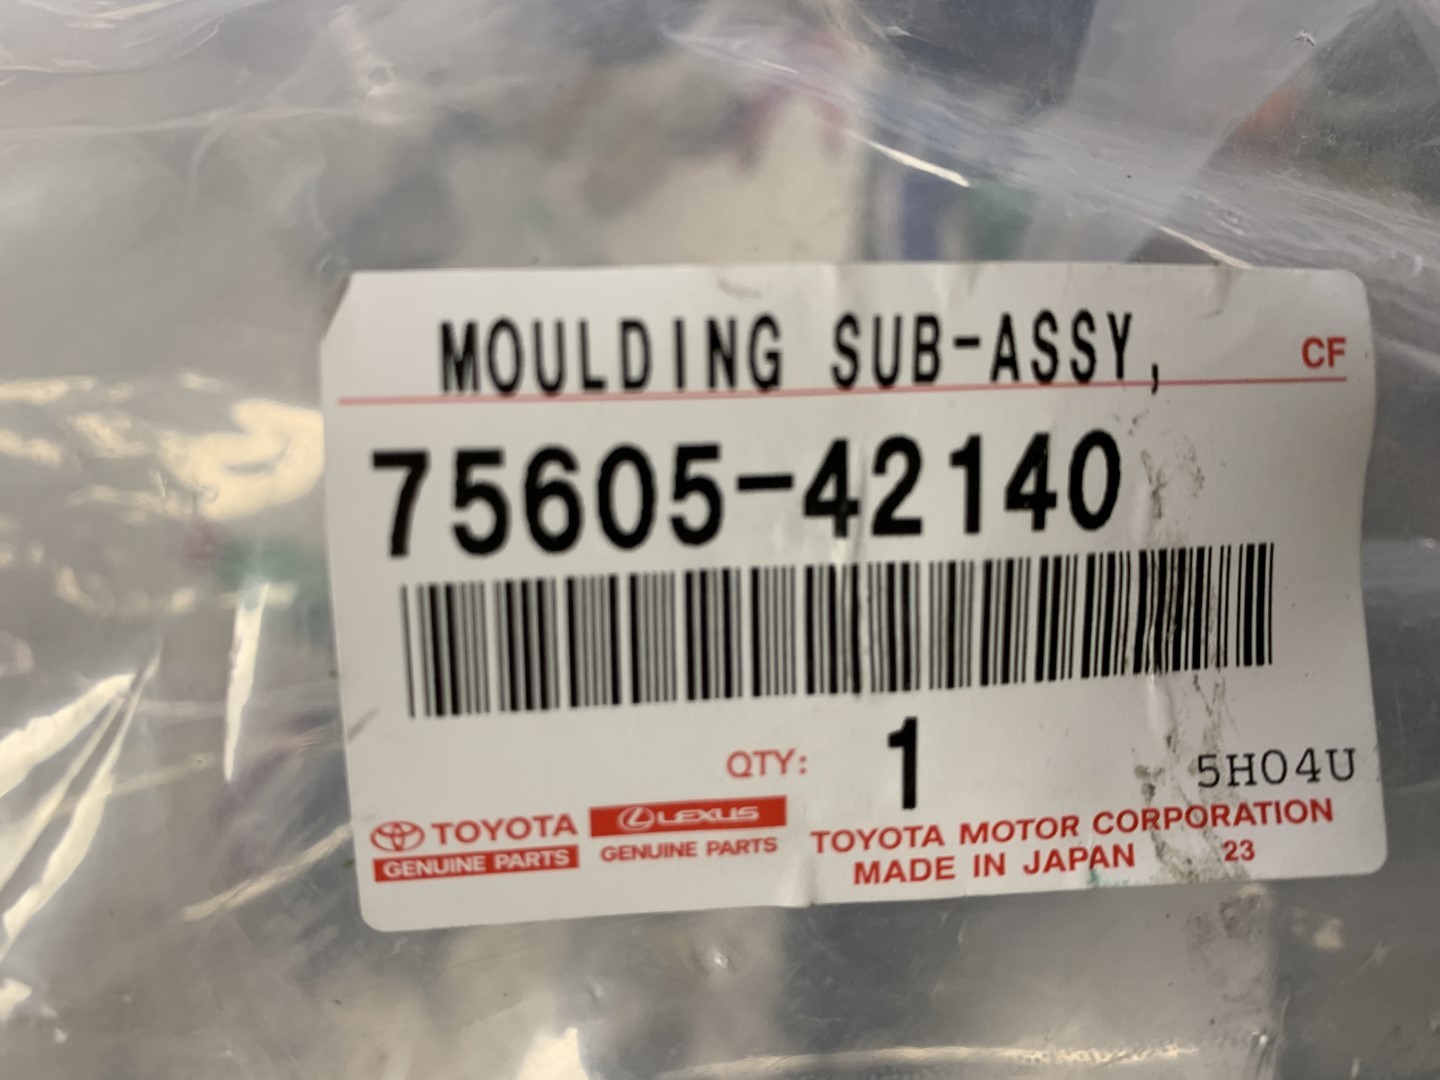 MOULDING SUB-ASSY,
CF
75605-42140
QTY: 1
5H04U
TOYOTA
GENUINE PARTS
LEXUS
GENUINE PARTS
TOYOTA MOTOR CORPORATION
MADE IN JAPAN 23